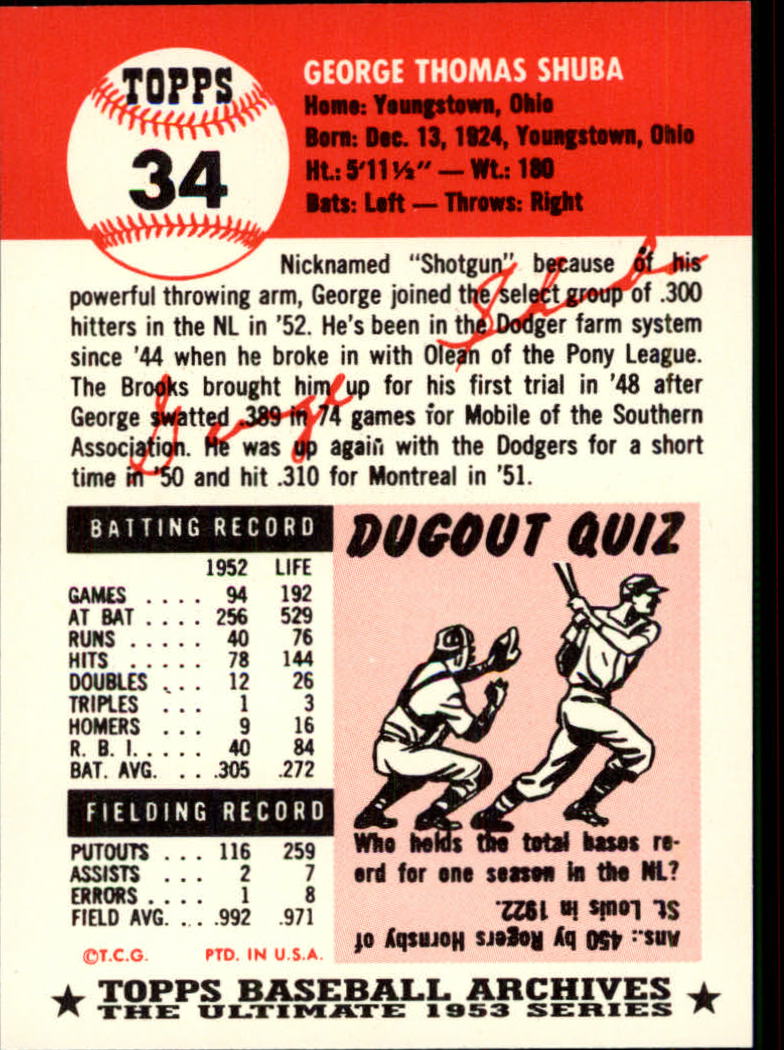 TOPPS
34
GEORGE THOMAS SHUBA
Home: Youngstown, Ohio
Born: Dec. 13, 1924, Youngstown, Ohio
Ht.: 5'11½" — Wt.: 180
Bats: Left — Throws: Right
Nicknamed "Shotgun" because of his
powerful throwing arm, George joined the select group of .300
hitters in the NL in '52. He's been in the Dodger farm system
since '44 when he broke in with Olean of the Pony League.
The Brooks brought him up for his first trial in '48 after
George swatted .389 in 74 games for Mobile of the Southern
Association. He was up again with the Dodgers for a short
time in '50 and hit .310 for Montreal in '51.
George Shuba
BATTING RECORD
1952 LIFE
GAMES .... 94 192
AT BAT .... 256 529
RUNS ..... 40 76
HITS ..... 78 144
DOUBLES ... 12 26
TRIPLES ... 1 3
HOMERS ... 9 16
R. B. I. .... 40 84
BAT. AVG. ... .305 .272
FIELDING RECORD
PUTOUTS ... 116 259
ASSISTS ... 2 7
ERRORS .... 1 8
FIELD AVG. ... .992 .971
©T.C.G. PTD. IN U.S.A.
DUGOUT QUIZ
Who holds the total bases re-
ord for one season in the NL?
Ans.: 450 by Rogers Hornsby of
St. Louis in 1922.
★ TOPPS BASEBALL ARCHIVES ★
THE ULTIMATE 1953 SERIES